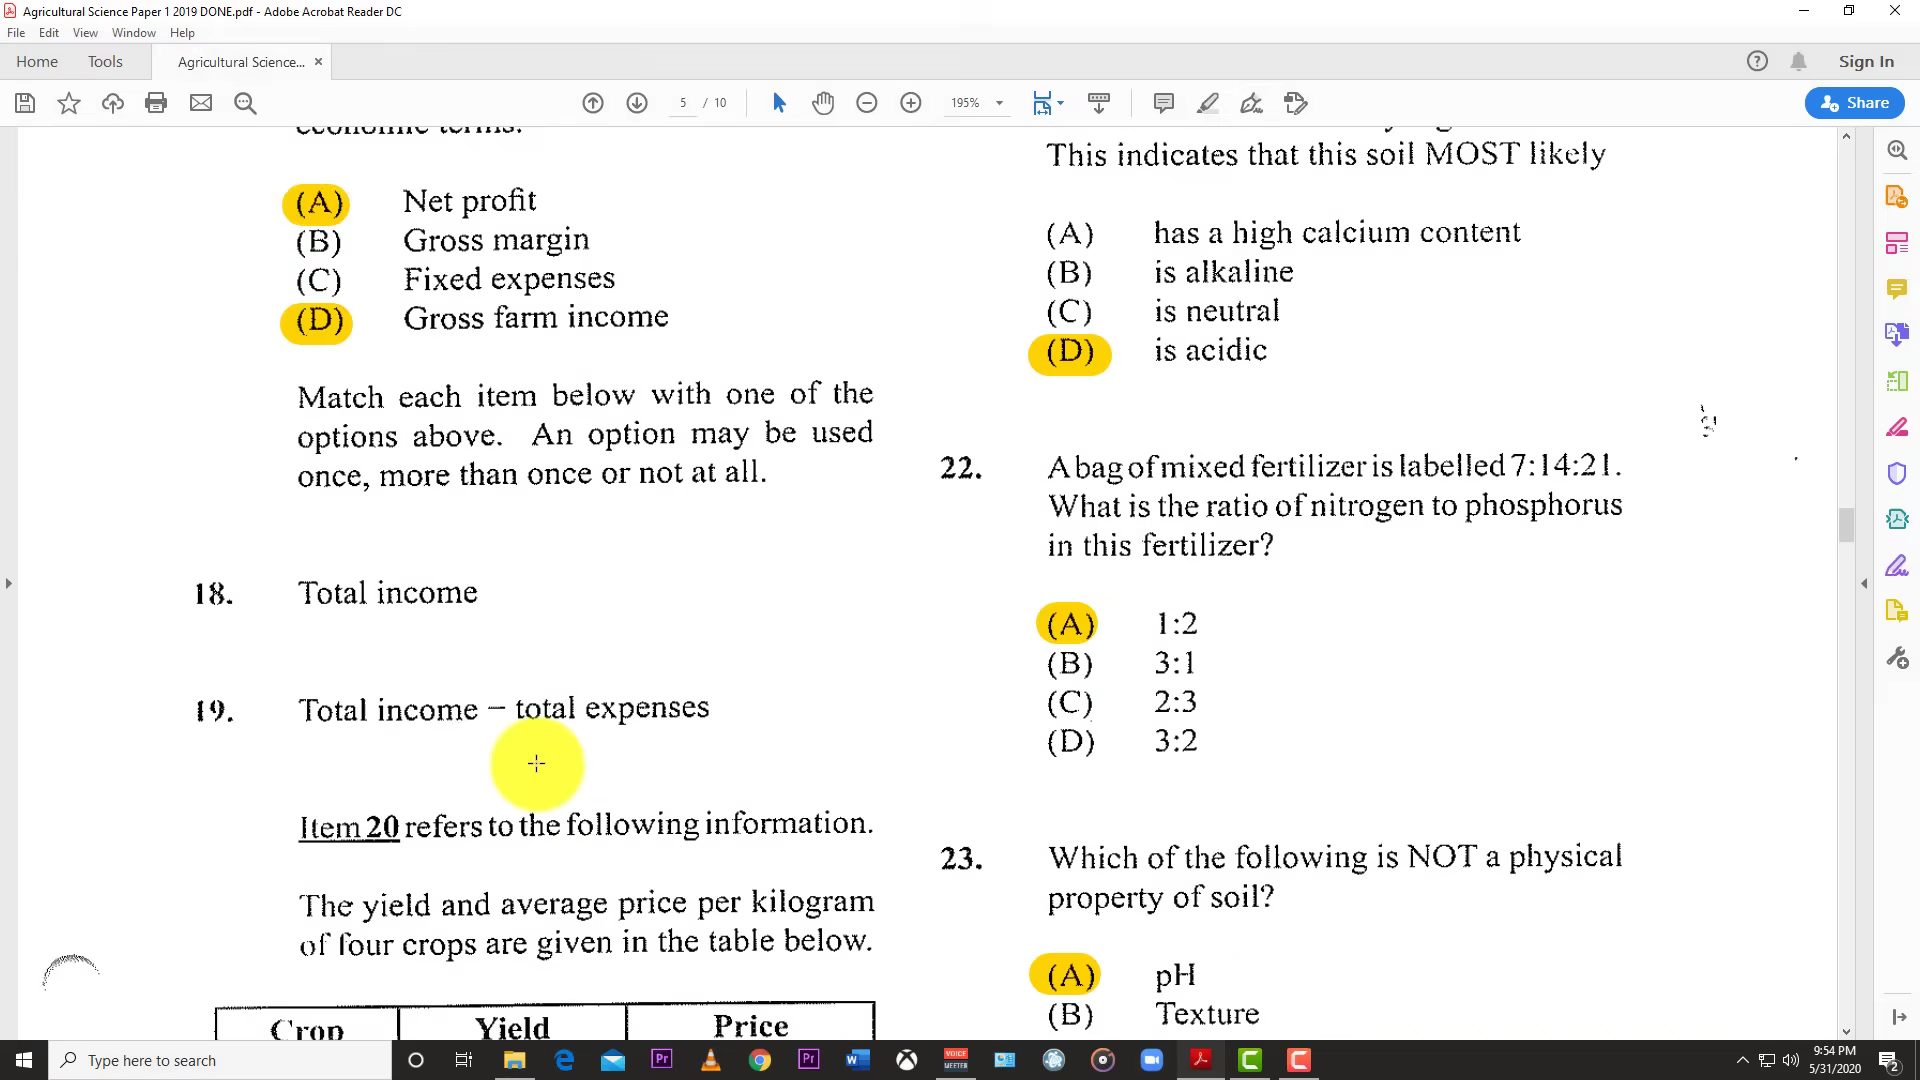 Agricultural Science Paper 1 2019 DONE.pdf - Adobe Acrobat Reader DC
File Edit View Window Help
Home Tools Agricultural Science... × Sign In
5 / 10 195% Share
economic terms.
(A) Net profit
(B) Gross margin
(C) Fixed expenses
(D) Gross farm income
Match each item below with one of the
options above. An option may be used
once, more than once or not at all.
18. Total income
19. Total income – total expenses
Item 20 refers to the following information.
The yield and average price per kilogram
of four crops are given in the table below.
Crop Yield Price
This indicates that this soil MOST likely
(A) has a high calcium content
(B) is alkaline
(C) is neutral
(D) is acidic
22. A bag of mixed fertilizer is labelled 7:14:21.
What is the ratio of nitrogen to phosphorus
in this fertilizer?
(A) 1:2
(B) 3:1
(C) 2:3
(D) 3:2
23. Which of the following is NOT a physical
property of soil?
(A) pH
(B) Texture
Type here to search
Pr
Pr
VOICE
MEETER
9:54 PM
5/31/2020
2